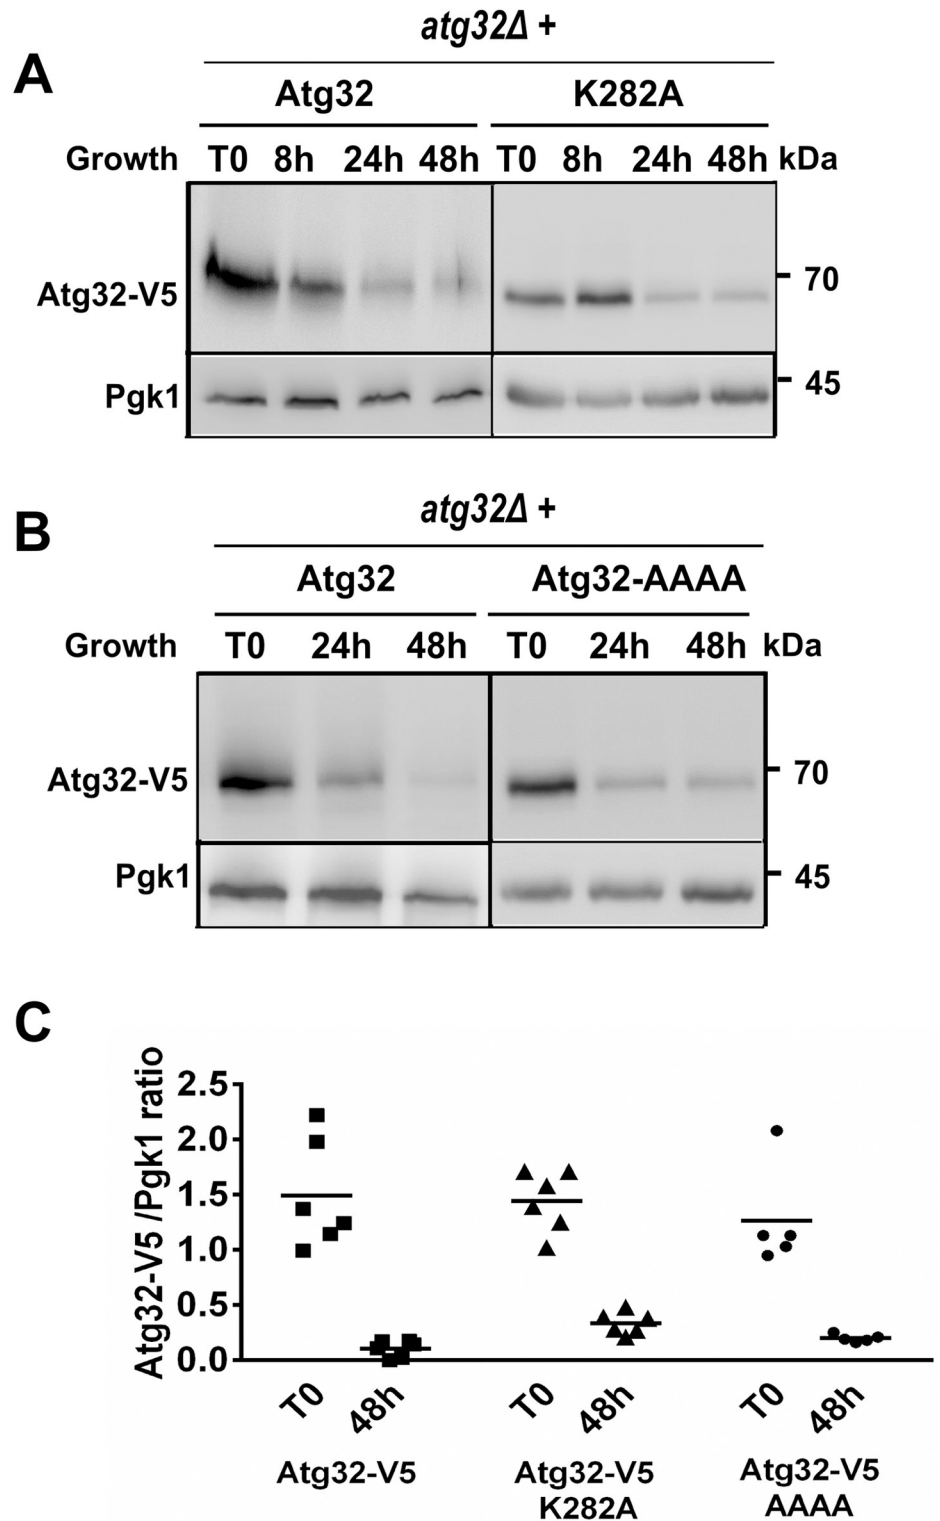 A
atg32Δ +
Atg32 K282A
Growth T0 8h 24h 48h T0 8h 24h 48h kDa
Atg32-V5 70
Pgk1 45
B
atg32Δ +
Atg32 Atg32-AAAA
Growth T0 24h 48h T0 24h 48h kDa
Atg32-V5 70
Pgk1 45
C
Atg32-V5 /Pgk1 ratio
2.5
2.0
1.5
1.0
0.5
0.0
T0 48h T0 48h T0 48h
Atg32-V5 Atg32-V5 Atg32-V5
K282A AAAA